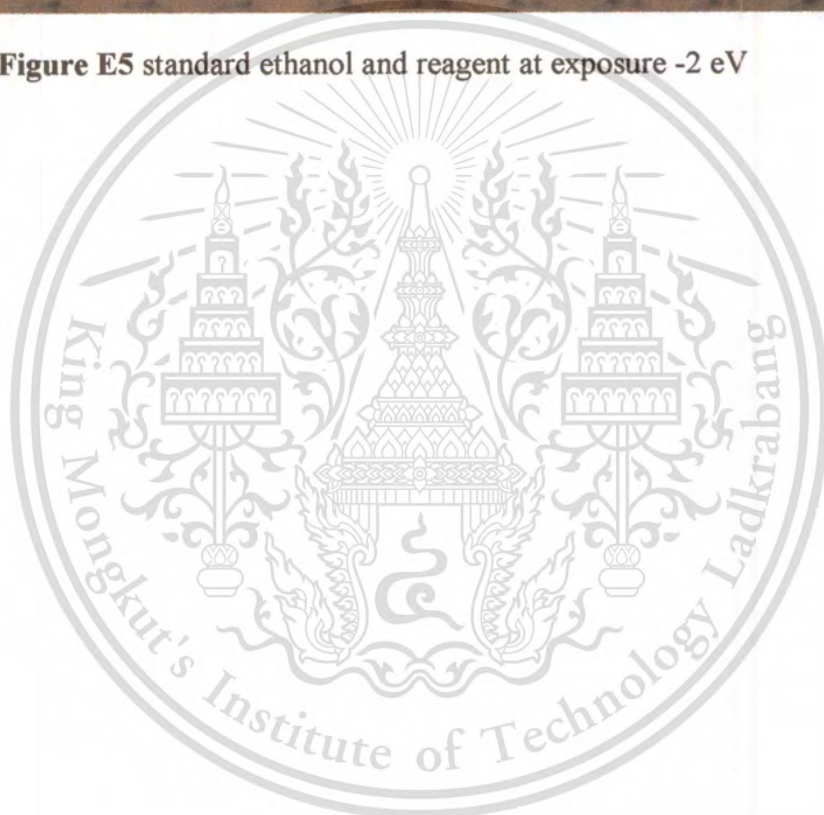 Figure E5 standard ethanol and reagent at exposure -2 eV
King Mongkut's Institute of Technology Ladkrabang